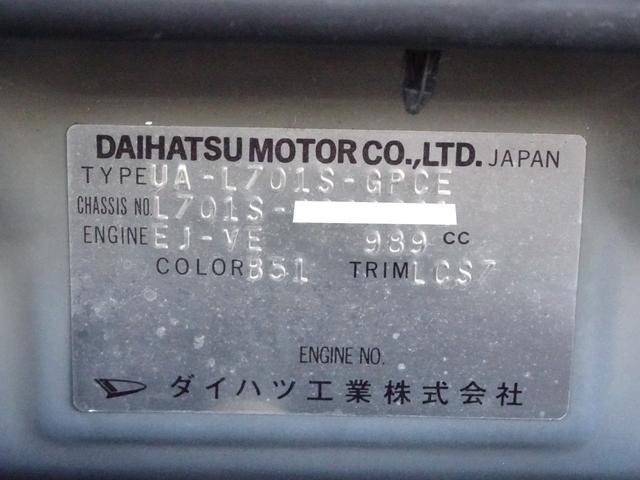 DAIHATSU MOTOR CO.,LTD. JAPAN
TYPE UA-L701S-GPCE
CHASSIS NO. L701S-
ENGINE EJ-VE 989 CC
COLOR B51 TRIM LCS7
ENGINE NO.
ダイハツ工業株式会社